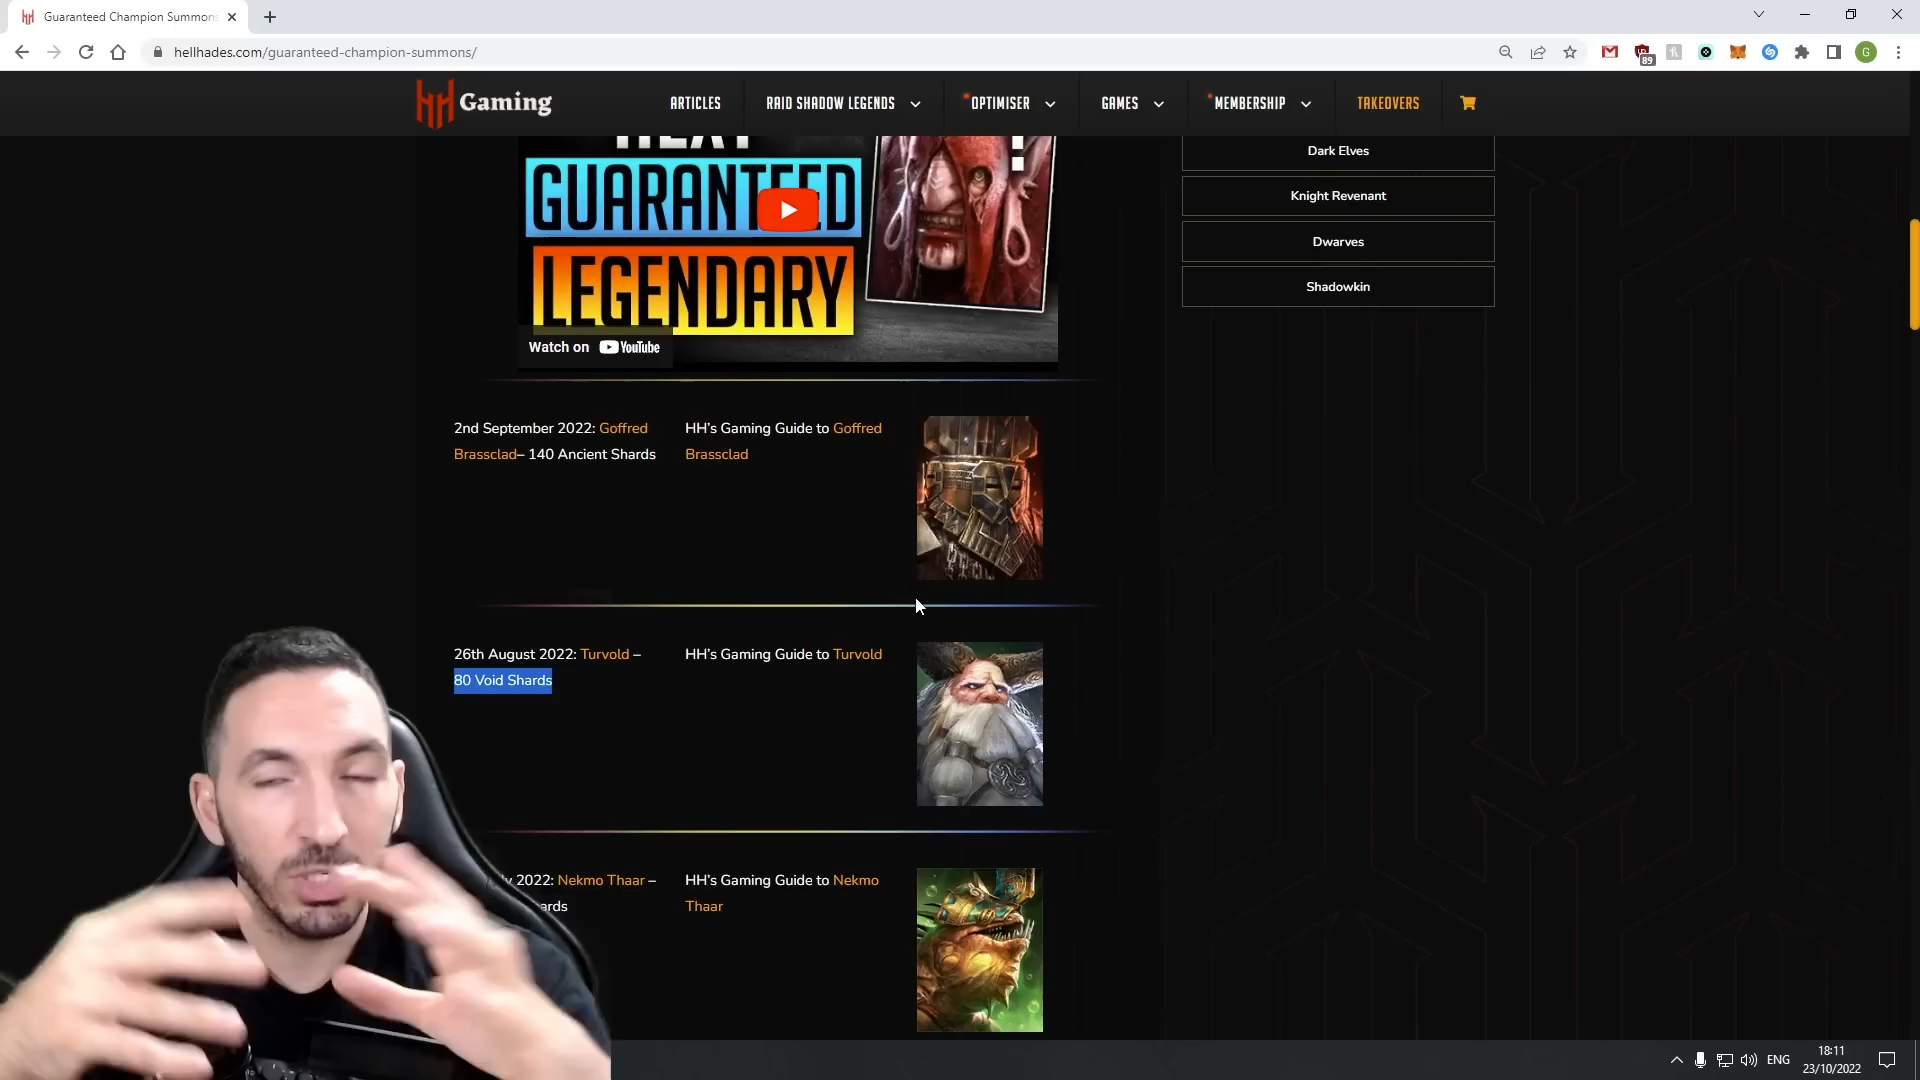 Guaranteed Champion Summon
hellhades.com/guaranteed-champion-summons/
89
G
Gaming
ARTICLES
RAID SHADOW LEGENDS
OPTIMISER
GAMES
MEMBERSHIP
TAKEOVERS
GUARANTEED
LEGENDARY
Watch on YouTube
Dark Elves
Knight Revenant
Dwarves
Shadowkin
2nd September 2022: Goffred
Brassclad– 140 Ancient Shards
HH's Gaming Guide to Goffred
Brassclad
26th August 2022: Turvold –
80 Void Shards
HH's Gaming Guide to Turvold
2022: Nekmo Thaar –
HH's Gaming Guide to Nekmo
Thaar
ENG
18:11
23/10/2022